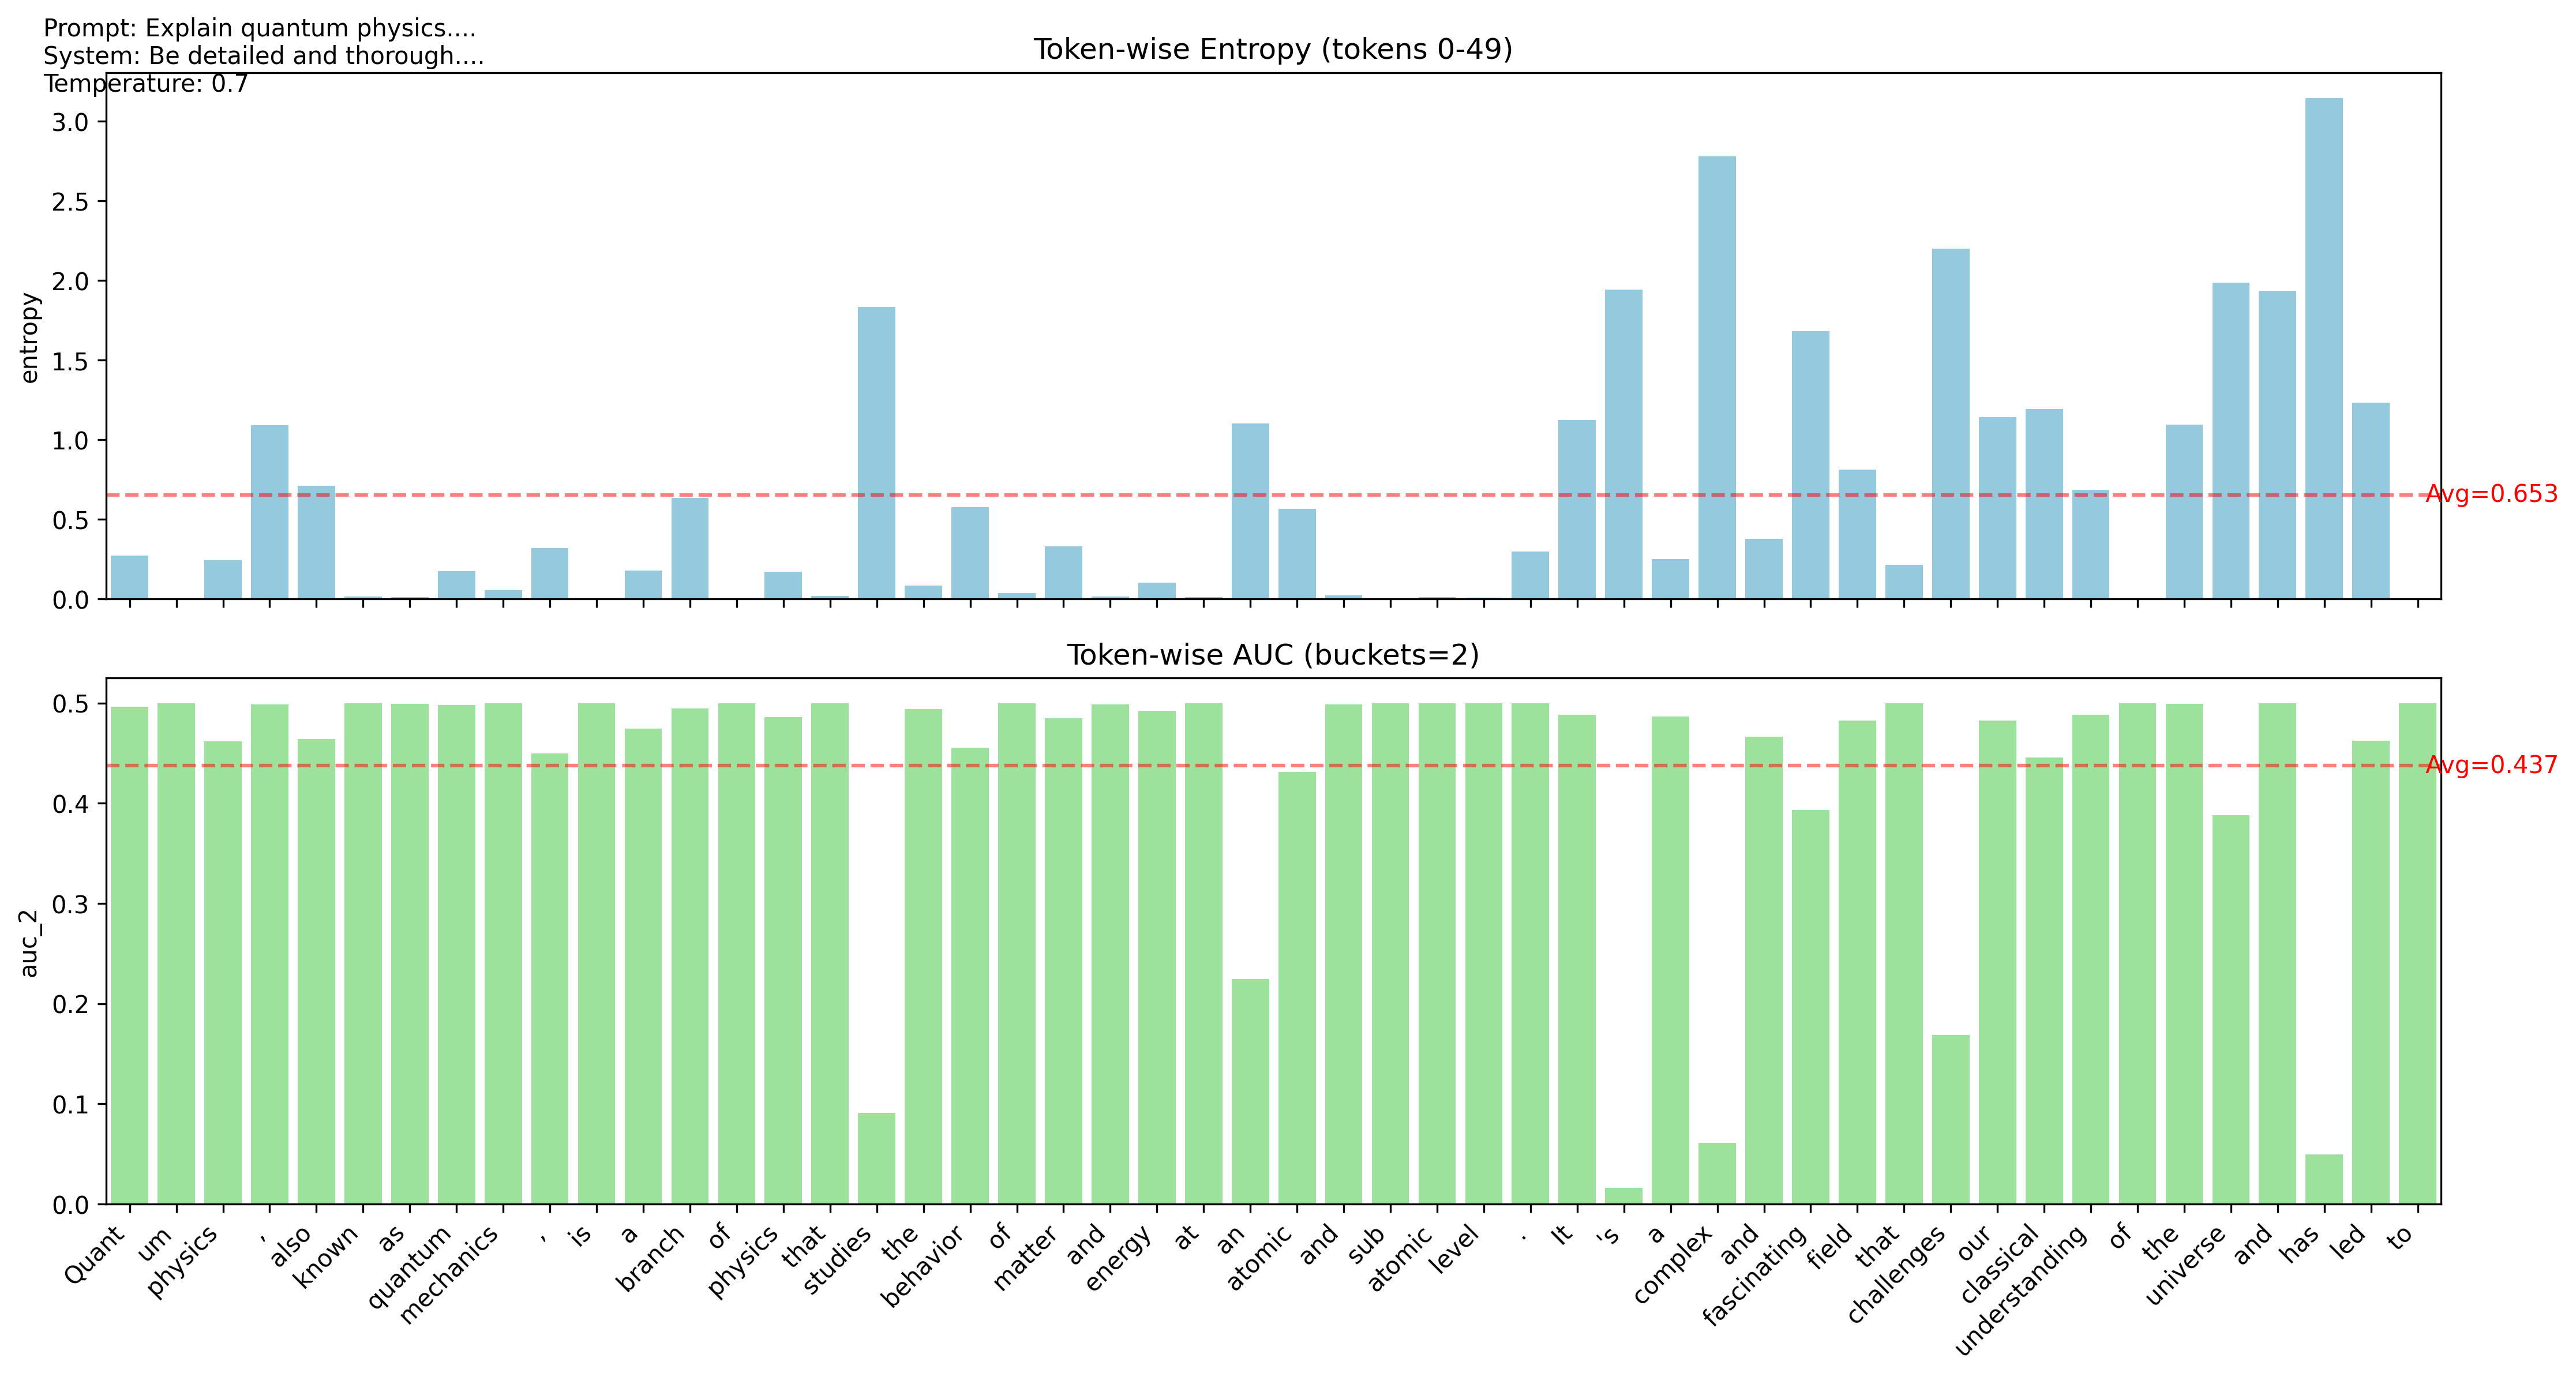 Prompt: Explain quantum physics....
System: Be detailed and thorough....
Temperature: 0.7
Token-wise Entropy (tokens 0-49)
entropy
3.0
2.5
2.0
1.5
1.0
0.5
0.0
Avg=0.653
Token-wise AUC (buckets=2)
auc_2
0.5
0.4
0.3
0.2
0.1
0.0
Avg=0.437
Quant
um
physics
,
also
known
as
quantum
mechanics
,
is
a
branch
of
physics
that
studies
the
behavior
of
matter
and
energy
at
an
atomic
and
sub
atomic
level
.
It
's
a
complex
and
fascinating
field
that
challenges
our
classical
understanding
of
the
universe
and
has
led
to